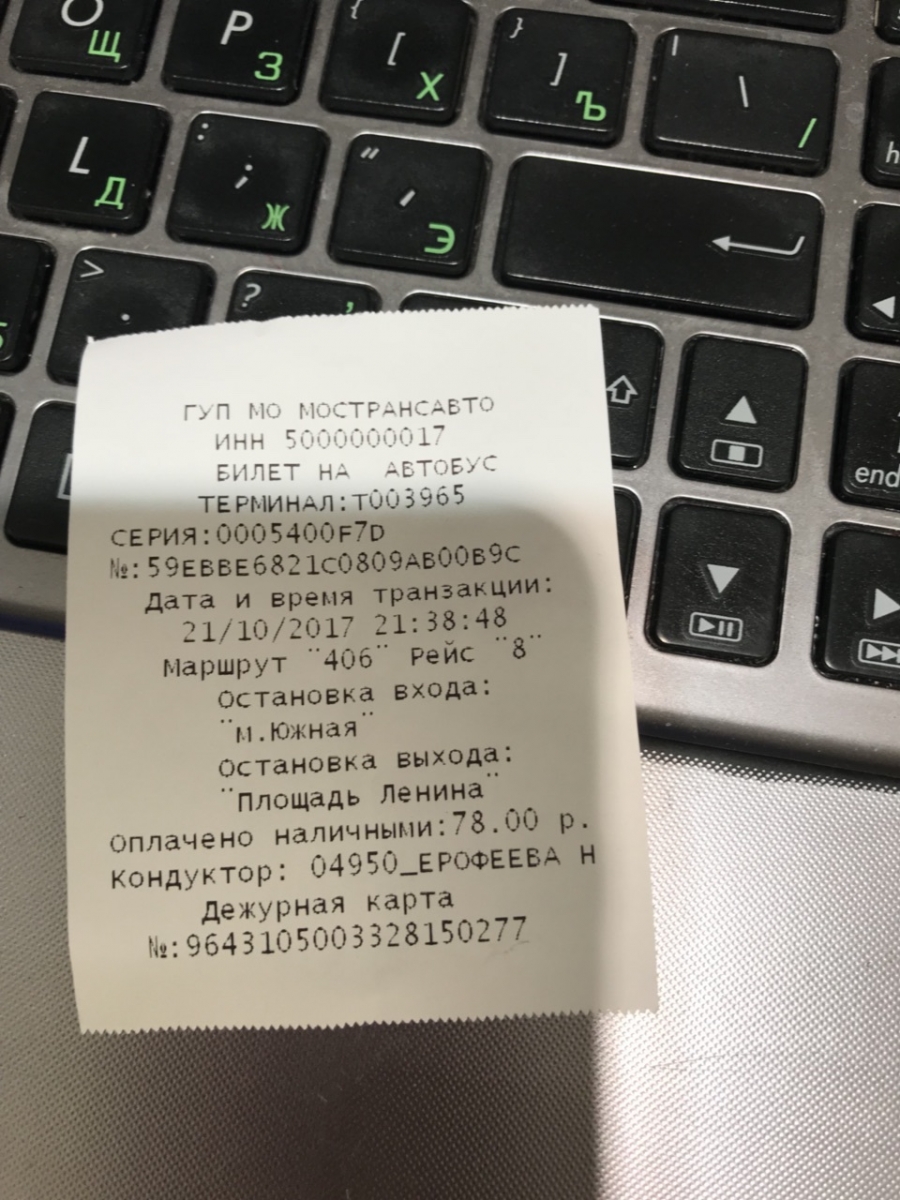 O Щ
P З
{ [ Х
} ] Ъ
| \ /
h
L Д
: ; Ж
" ' Э
>
.
? ,
end
ГУП МО МОСТРАНСАВТО
ИНН 5000000017
БИЛЕТ НА АВТОБУС
ТЕРМИНАЛ:Т003965
СЕРИЯ:0005400F7D
№:59EBBE6821C0809AB00B9C
Дата и время транзакции:
21/10/2017 21:38:48
Маршрут ¨406¨ Рейс ¨8¨
Остановка входа:
¨м.Южная¨
Остановка выхода:
¨Площадь Ленина¨
Оплачено наличными:78.00 р.
Кондуктор: 04950_ЕРОФЕЕВА Н
Дежурная карта
№:9643105003328150277